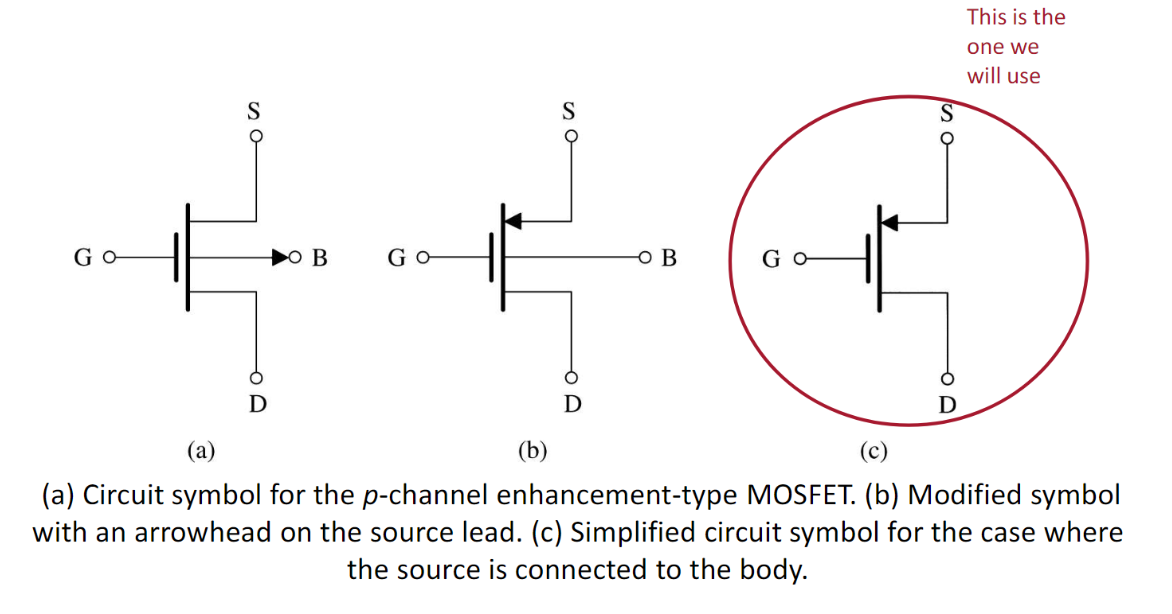 This is the
one we
will use
S S S
G B G B G
D D D
(a) (b) (c)
(a) Circuit symbol for the p-channel enhancement-type MOSFET. (b) Modified symbol
with an arrowhead on the source lead. (c) Simplified circuit symbol for the case where
the source is connected to the body.